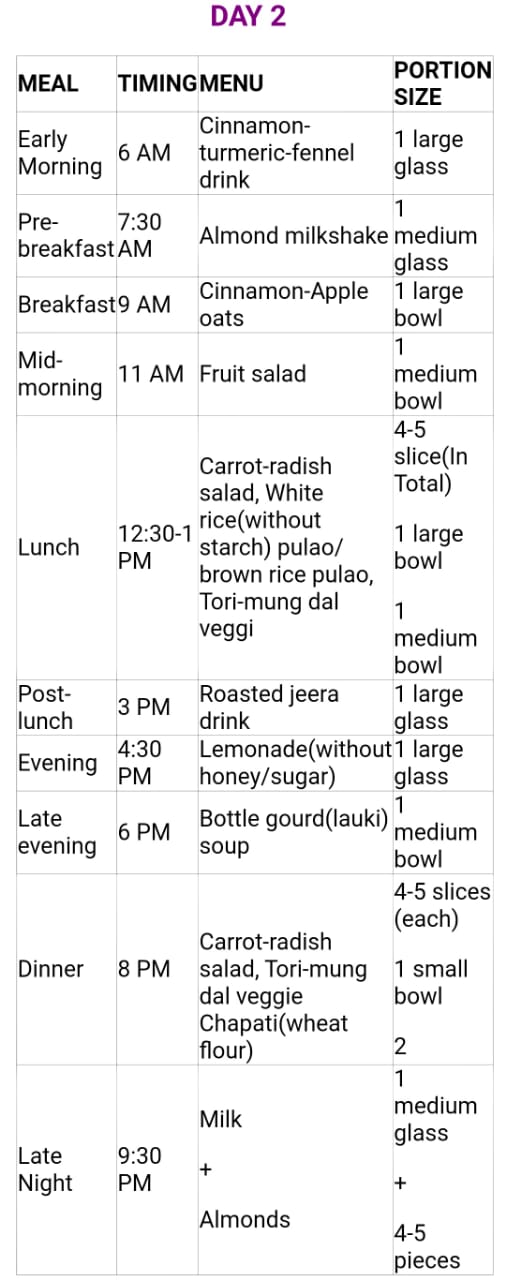 DAY 2
MEAL TIMING MENU PORTION
SIZE
Early
Morning
6 AM
Cinnamon-
turmeric-fennel
drink
1 large
glass
Pre-
breakfast
7:30
AM
Almond milkshake
1
medium
glass
Breakfast
9 AM
Cinnamon-Apple
oats
1 large
bowl
Mid-
morning
11 AM
Fruit salad
1
medium
bowl
Lunch
12:30-1
PM
Carrot-radish
salad, White
rice(without
starch) pulao/
brown rice pulao,
Tori-mung dal
veggi
4-5
slice(In
Total)
1 large
bowl
1
medium
bowl
Post-
lunch
3 PM
Roasted jeera
drink
1 large
glass
Evening
4:30
PM
Lemonade(without
honey/sugar)
1 large
glass
Late
evening
6 PM
Bottle gourd(lauki)
soup
1
medium
bowl
Dinner
8 PM
Carrot-radish
salad, Tori-mung
dal veggie
Chapati(wheat
flour)
4-5 slices
(each)
1 small
bowl
2
Late
Night
9:30
PM
Milk
+
Almonds
1
medium
glass
+
4-5
pieces